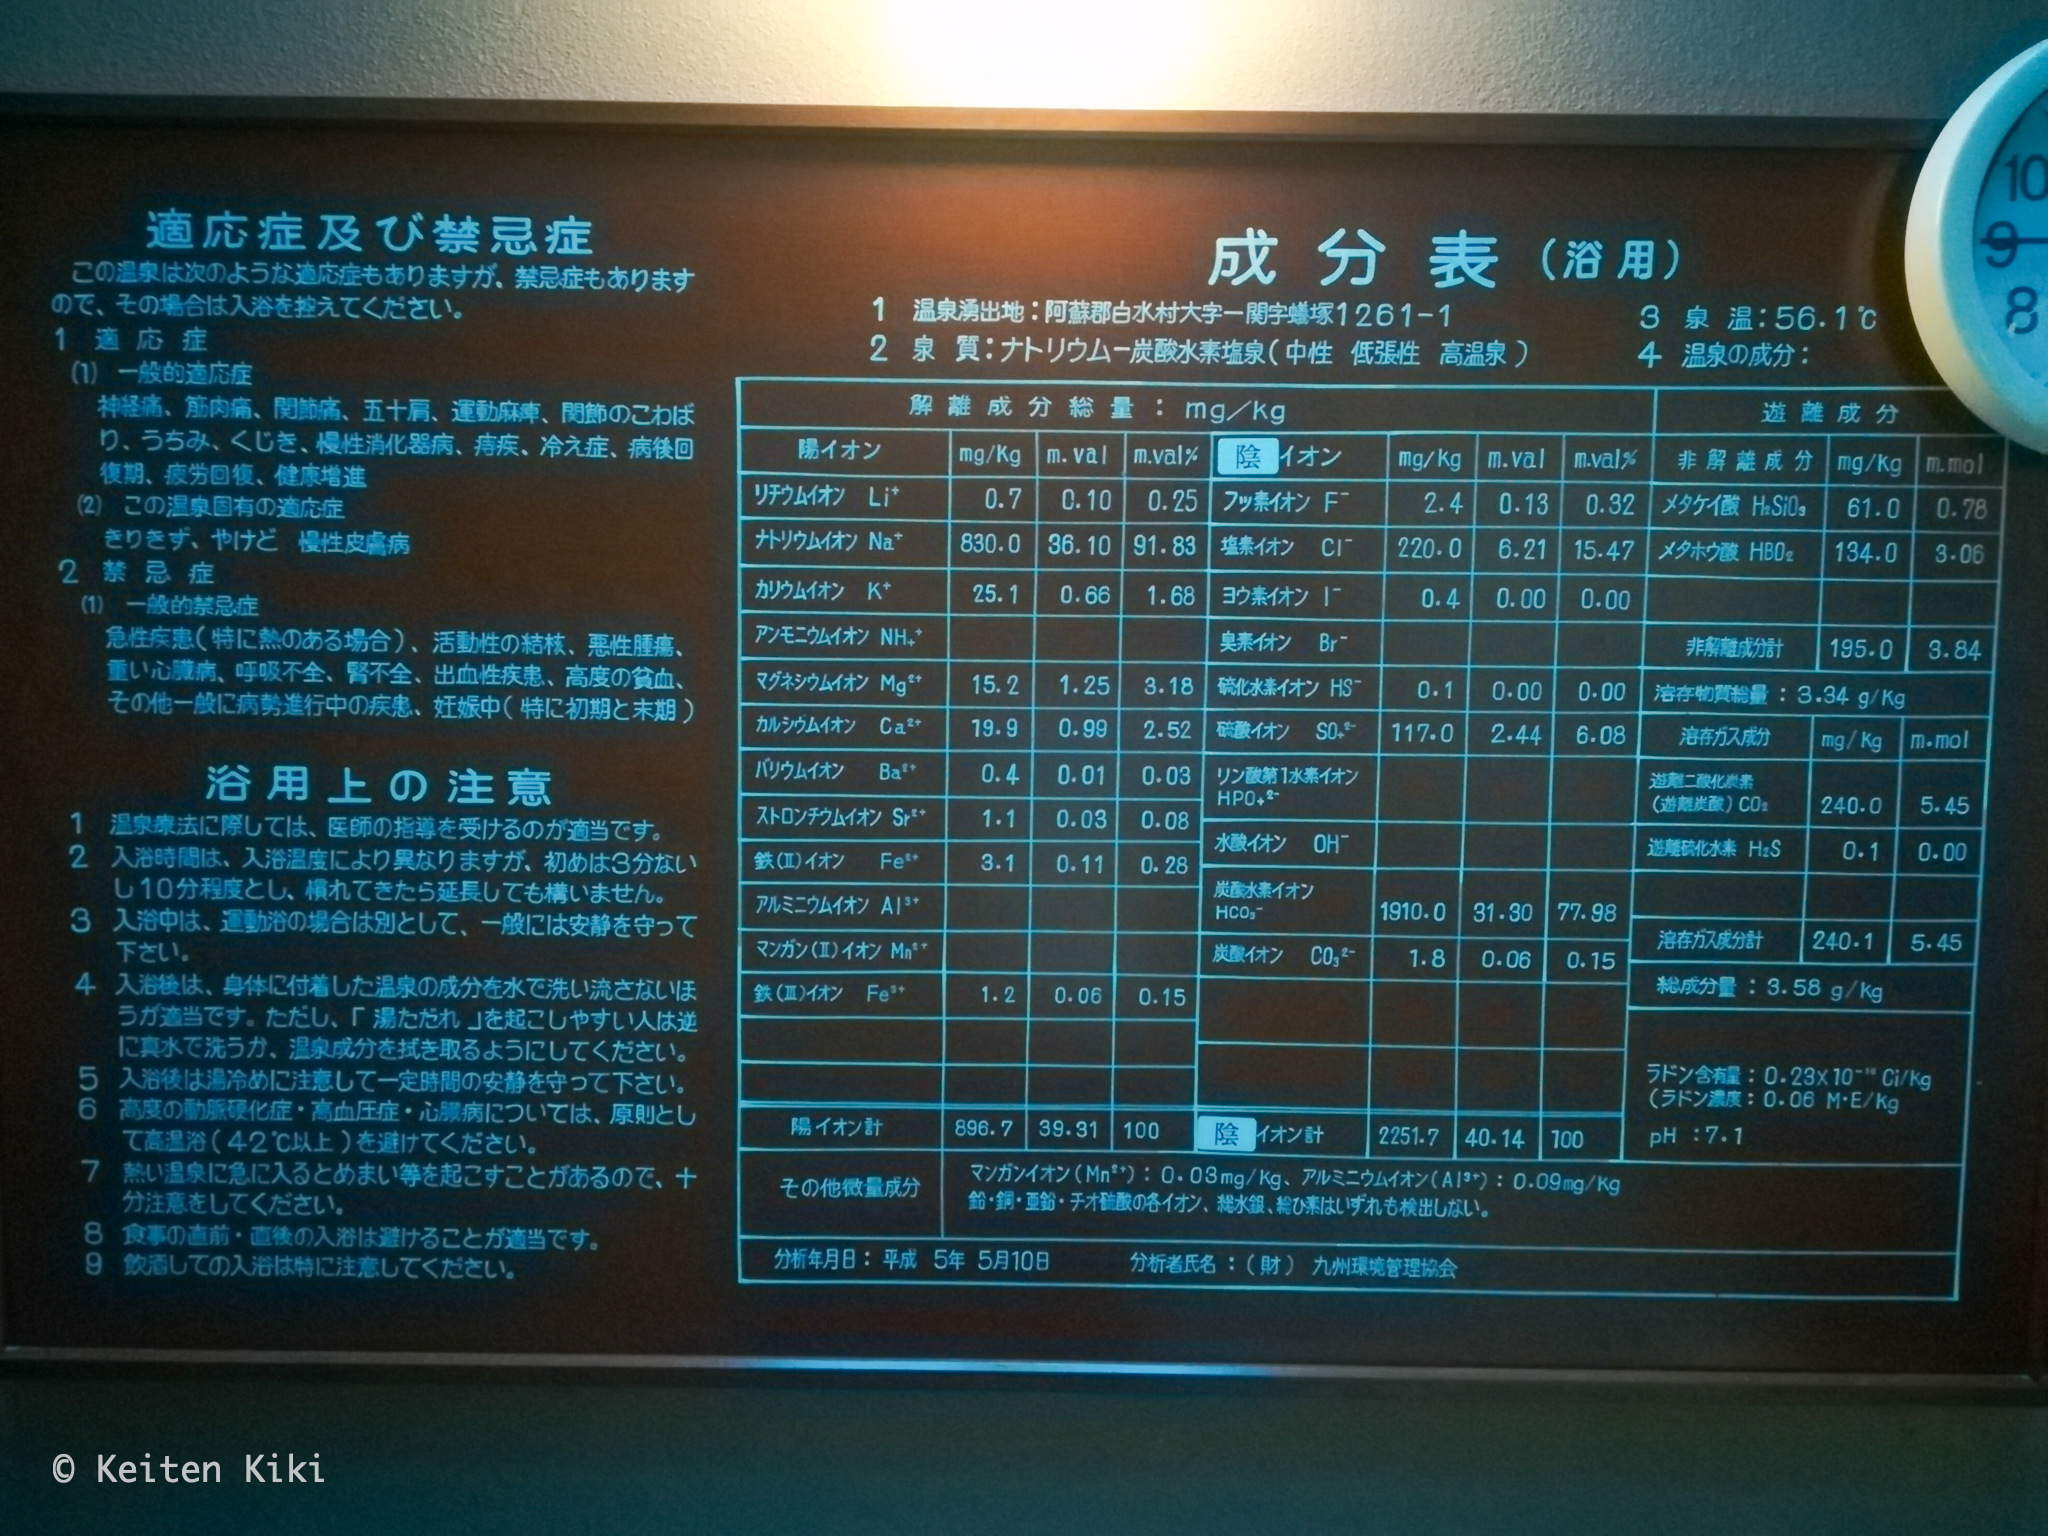 適応症及び禁忌症
この温泉は次のような適応症もありますが、禁忌症もあります
ので、その場合は入浴を控えてください。
1 適応症
(1) 一般的適応症
神経痛、筋肉痛、関節痛、五十肩、運動麻痺、関節のこわば
り、うちみ、くじき、慢性消化器病、痔疾、冷え症、病後回
復期、疲労回復、健康増進
(2) この温泉固有の適応症
きりきず、やけど 慢性皮膚病
2 禁忌症
(1) 一般的禁忌症
急性疾患(特に熱のある場合)、活動性の結核、悪性腫瘍、
重い心臓病、呼吸不全、腎不全、出血性疾患、高度の貧血、
その他一般に病勢進行中の疾患、妊娠中(特に初期と末期)
浴用上の注意
1 温泉療法に際しては、医師の指導を受けるのが適当です。
2 入浴時間は、入浴温度により異なりますが、初めは3分ない
し10分程度とし、慣れてきたら延長しても構いません。
3 入浴中は、運動浴の場合は別として、一般には安静を守って
下さい。
4 入浴後は、身体に付着した温泉の成分を水で洗い流さないほ
うが適当です。ただし、「湯ただれ」を起こしやすい人は逆
に真水で洗うか、温泉成分を拭き取るようにしてください。
5 入浴後は湯冷めに注意して一定時間の安静を守って下さい。
6 高度の動脈硬化症・高血圧症・心臓病については、原則とし
て高温浴(42℃以上)を避けてください。
7 熱い温泉に急に入るとめまい等を起こすことがあるので、十
分注意をしてください。
8 食事の直前・直後の入浴は避けることが適当です。
9 飲酒しての入浴は特に注意してください。
成分表(浴用)
1 温泉湧出地:阿蘇郡白水村大字一関字蟻塚1261-1
2 泉質:ナトリウムー炭酸水素塩泉(中性 低張性 高温泉)
3 泉温:56.1℃
4 温泉の成分:
解離成分総量:mg/kg
陽イオン mg/Kg m.val m.val%
リチウムイオン Li⁺ 0.7 0.10 0.25
ナトリウムイオン Na⁺ 830.0 36.10 91.83
カリウムイオン K⁺ 25.1 0.66 1.68
アンモニウムイオン NH₄⁺
マグネシウムイオン Mg²⁺ 15.2 1.25 3.18
カルシウムイオン Ca²⁺ 19.9 0.99 2.52
バリウムイオン Ba²⁺ 0.4 0.01 0.03
ストロンチウムイオン Sr²⁺ 1.1 0.03 0.08
鉄(Ⅱ)イオン Fe²⁺ 3.1 0.11 0.28
アルミニウムイオン Al³⁺
マンガン(Ⅱ)イオン Mn²⁺
鉄(Ⅲ)イオン Fe³⁺ 1.2 0.06 0.15
陽イオン計 896.7 39.31 100
陰イオン mg/Kg m.val m.val%
フッ素イオン F⁻ 2.4 0.13 0.32
塩素イオン Cl⁻ 220.0 6.21 15.47
ヨウ素イオン I⁻ 0.4 0.00 0.00
臭素イオン Br⁻
硫化水素イオン HS⁻ 0.1 0.00 0.00
硫酸イオン SO₄²⁻ 117.0 2.44 6.08
リン酸第1水素イオン
HPO₄²⁻
水酸イオン OH⁻
炭酸水素イオン
HCO₃⁻ 1910.0 31.30 77.98
炭酸イオン CO₃²⁻ 1.8 0.06 0.15
陰イオン計 2251.7 40.14 100
遊離成分
非解離成分 mg/Kg m.mol
メタケイ酸 H₂SiO₃ 61.0 0.78
メタホウ酸 HBO₂ 134.0 3.06
非解離成分計 195.0 3.84
溶存物質総量:3.34 g/Kg
溶存ガス成分 mg/Kg m.mol
遊離二酸化炭素
(遊離炭酸) CO₂ 240.0 5.45
遊離硫化水素 H₂S 0.1 0.00
溶存ガス成分計 240.1 5.45
総成分量:3.58 g/Kg
ラドン含有量:0.23X10⁻¹⁰ Ci/Kg
(ラドン濃度:0.06 M・E/Kg
pH :7.1
その他微量成分
マンガンイオン(Mn²⁺):0.03mg/Kg、アルミニウムイオン(Al³⁺):0.09mg/Kg
鉛・銅・亜鉛・チオ硫酸の各イオン、総水銀、総ひ素はいずれも検出しない。
分析年月日:平成 5年 5月10日 分析者氏名:(財) 九州環境管理協会
10
9
8
© Keiten Kiki